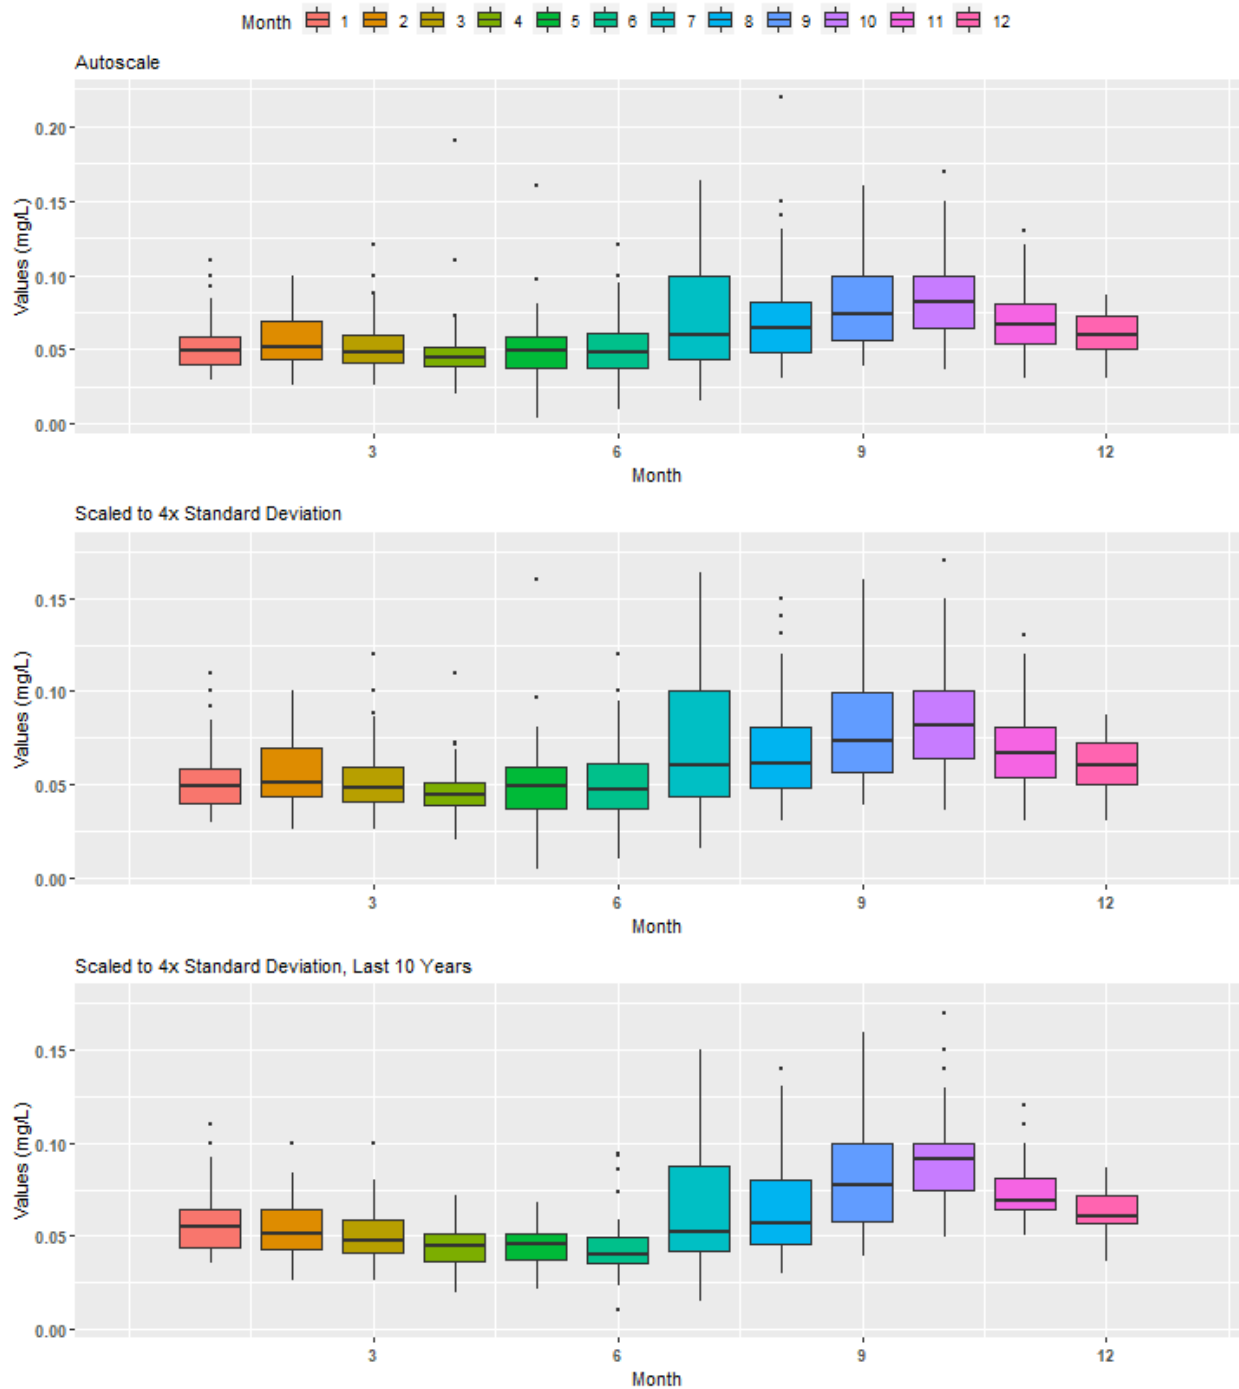 Month 1 2 3 4 5 6 7 8 9 10 11 12
Autoscale
Values (mg/L)
0.20
0.15
0.10
0.05
0.00
3 6 9 12
Month
Scaled to 4x Standard Deviation
Values (mg/L)
0.15
0.10
0.05
0.00
3 6 9 12
Month
Scaled to 4x Standard Deviation, Last 10 Years
Values (mg/L)
0.15
0.10
0.05
0.00
3 6 9 12
Month